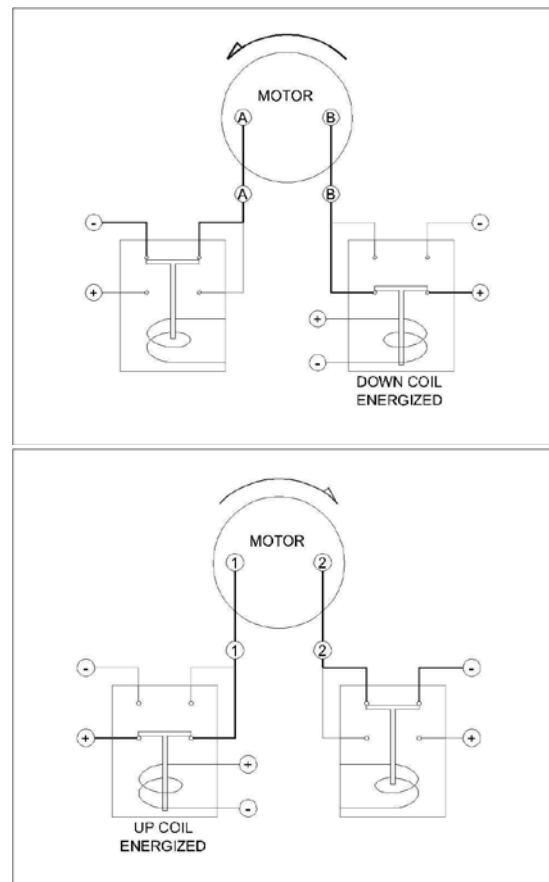 MOTOR
A
B
A
B
-
-
+
+
+
-
DOWN COIL
ENERGIZED
MOTOR
1
2
1
2
-
-
+
+
+
-
UP COIL
ENERGIZED